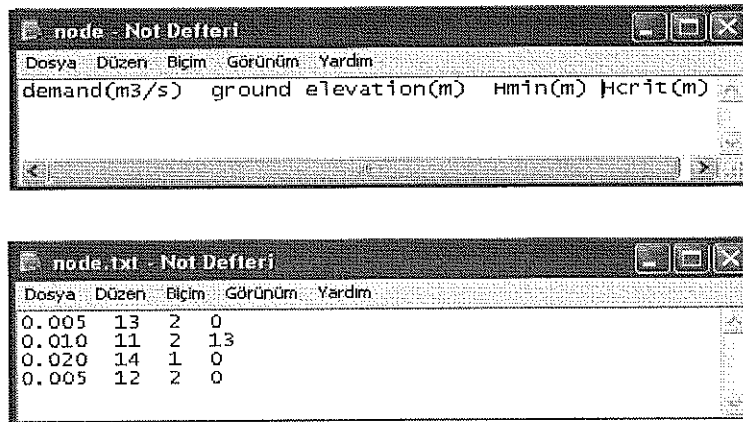 node - Not Defteri
Dosya Düzen Biçim Görünüm Yardım
demand(m3/s) ground elevation(m) Hmin(m) Hcrit(m)
node.txt - Not Defteri
Dosya Düzen Biçim Görünüm Yardım
0.005 13 2 0
0.010 11 2 13
0.020 14 1 0
0.005 12 2 0